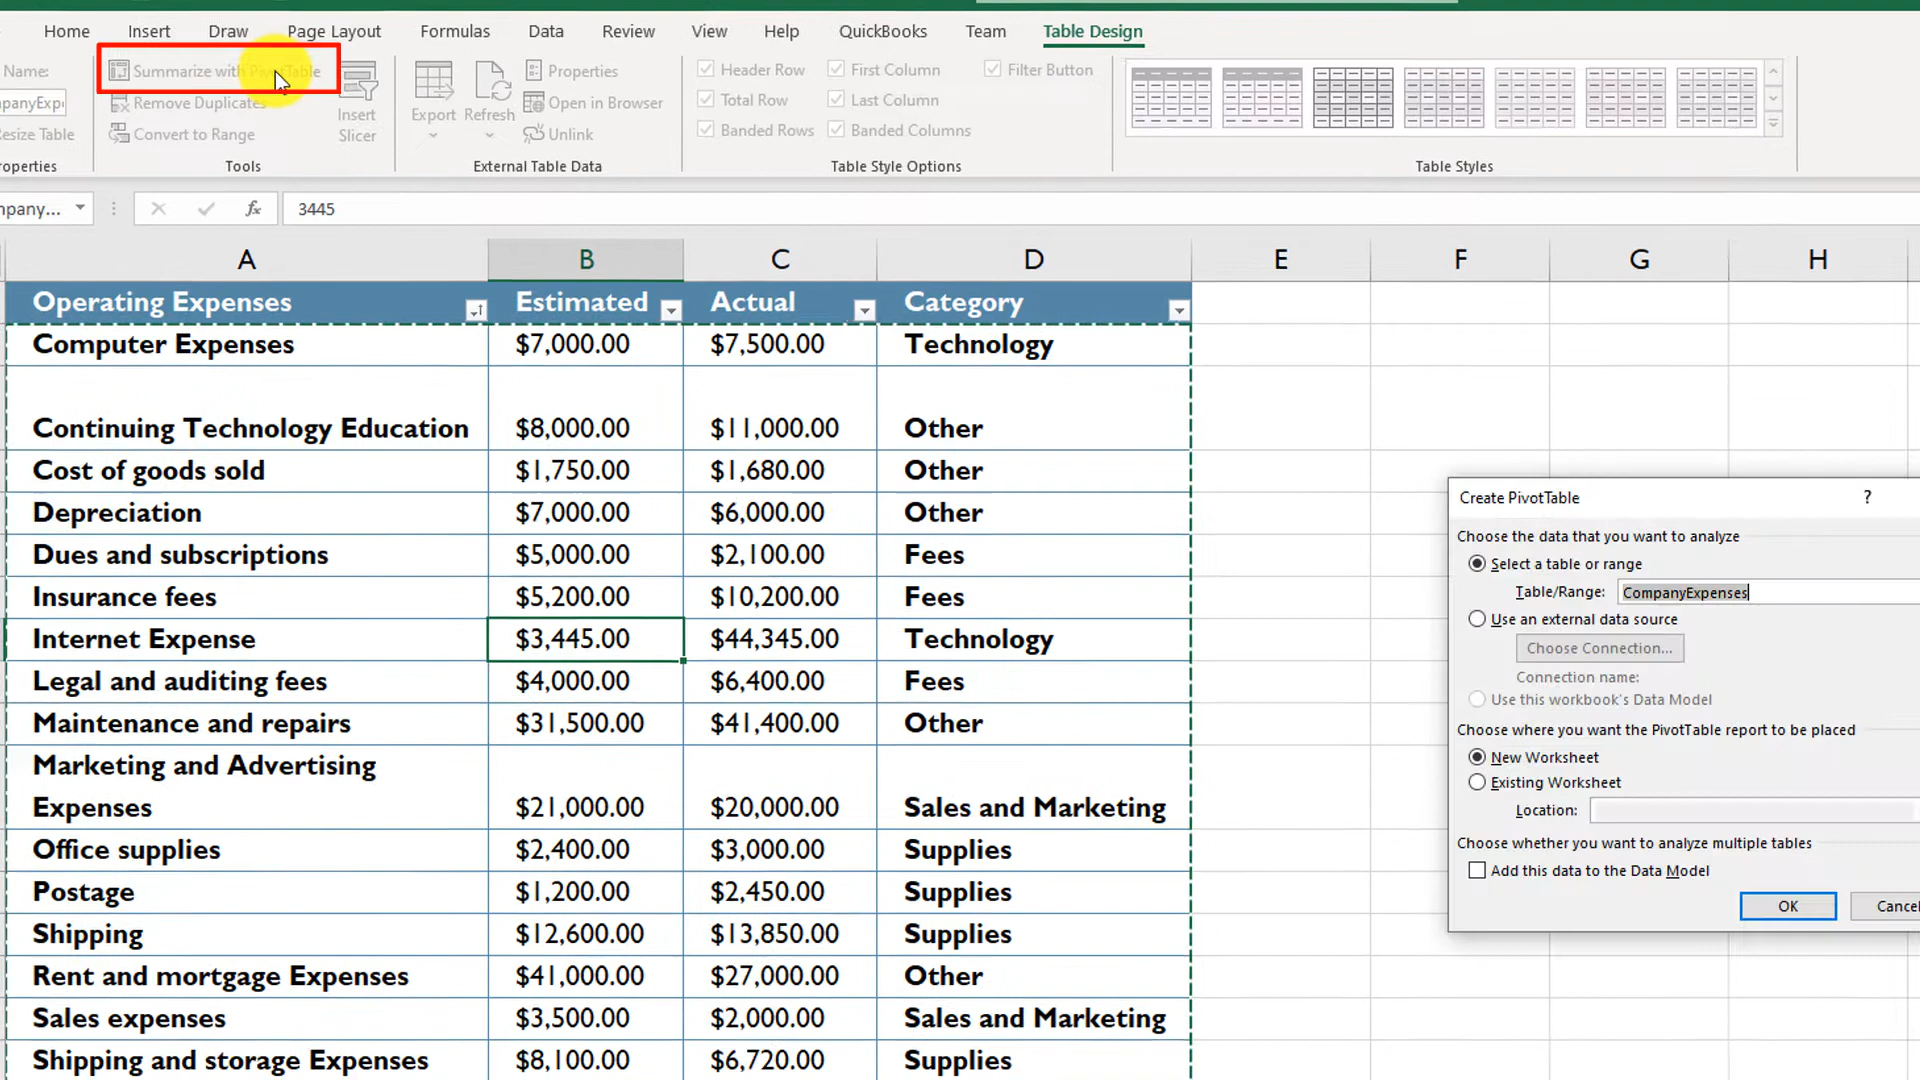 Home Insert Draw Page Layout Formulas Data Review View Help QuickBooks Team Table Design
Name:
Summarize with PivotTable
Remove Duplicates
Convert to Range
Resize Table
Insert Slicer
Export
Refresh
Properties
Open in Browser
Unlink
Header Row First Column Filter Button
Total Row Last Column
Banded Rows Banded Columns
Tools External Table Data Table Style Options Table Styles
fx 3445
A B C D E F G H
Operating Expenses Estimated Actual Category
Computer Expenses $7,000.00 $7,500.00 Technology
Continuing Technology Education $8,000.00 $11,000.00 Other
Cost of goods sold $1,750.00 $1,680.00 Other
Depreciation $7,000.00 $6,000.00 Other
Dues and subscriptions $5,000.00 $2,100.00 Fees
Insurance fees $5,200.00 $10,200.00 Fees
Internet Expense $3,445.00 $44,345.00 Technology
Legal and auditing fees $4,000.00 $6,400.00 Fees
Maintenance and repairs $31,500.00 $41,400.00 Other
Marketing and Advertising
Expenses $21,000.00 $20,000.00 Sales and Marketing
Office supplies $2,400.00 $3,000.00 Supplies
Postage $1,200.00 $2,450.00 Supplies
Shipping $12,600.00 $13,850.00 Supplies
Rent and mortgage Expenses $41,000.00 $27,000.00 Other
Sales expenses $3,500.00 $2,000.00 Sales and Marketing
Shipping and storage Expenses $8,100.00 $6,720.00 Supplies
Create PivotTable ?
Choose the data that you want to analyze
Select a table or range
Table/Range: CompanyExpenses
Use an external data source
Choose Connection...
Connection name:
Use this workbook's Data Model
Choose where you want the PivotTable report to be placed
New Worksheet
Existing Worksheet
Location:
Choose whether you want to analyze multiple tables
Add this data to the Data Model
OK Cancel